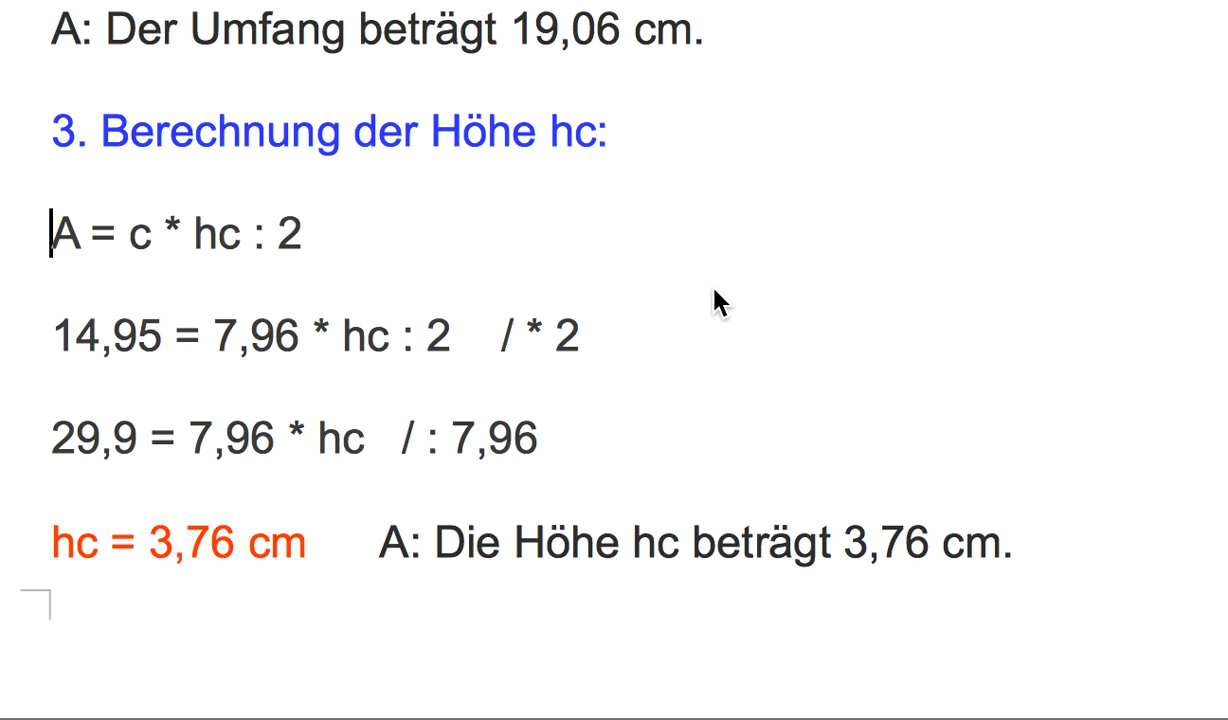 A: Der Umfang beträgt 19,06 cm.
3. Berechnung der Höhe hc:
A = c * hc : 2
14,95 = 7,96 * hc : 2 / * 2
29,9 = 7,96 * hc / : 7,96
hc = 3,76 cm A: Die Höhe hc beträgt 3,76 cm.